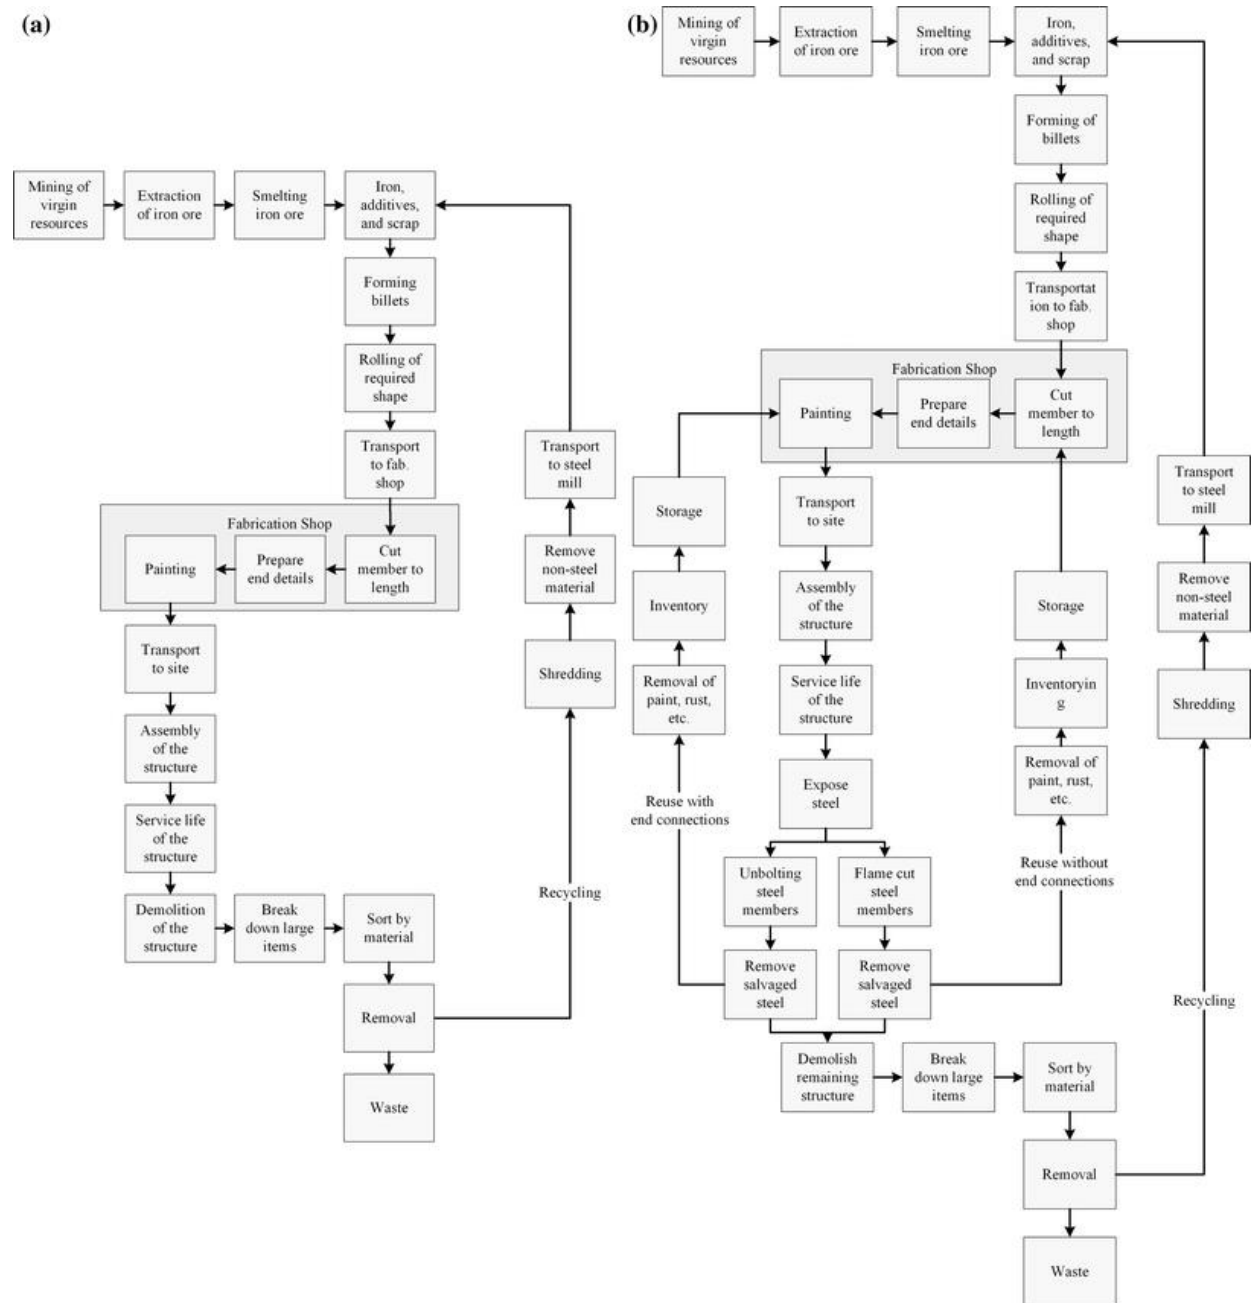 (a)
Mining of
virgin
resources
Extraction
of iron ore
Smelting
iron ore
Iron,
additives,
and scrap
Forming
billets
Rolling of
required
shape
Transport
to fab.
shop
Fabrication Shop
Cut
member to
length
Prepare
end details
Painting
Transport
to site
Assembly
of the
structure
Service life
of the
structure
Demolition
of the
structure
Break
down large
items
Sort by
material
Removal
Waste
Recycling
Shredding
Remove
non-steel
material
Transport
to steel
mill
(b)
Mining of
virgin
resources
Extraction
of iron ore
Smelting
iron ore
Iron,
additives,
and scrap
Forming of
billets
Rolling of
required
shape
Transportat
ion to fab.
shop
Fabrication Shop
Cut
member to
length
Prepare
end details
Painting
Transport
to site
Assembly
of the
structure
Service life
of the
structure
Expose
steel
Unbolting
steel
members
Flame cut
steel
members
Remove
salvaged
steel
Remove
salvaged
steel
Reuse with
end connections
Removal of
paint, rust,
etc.
Inventory
Storage
Reuse without
end connections
Removal of
paint, rust,
etc.
Inventoryin
g
Storage
Demolish
remaining
structure
Break
down large
items
Sort by
material
Removal
Waste
Recycling
Shredding
Remove
non-steel
material
Transport
to steel
mill